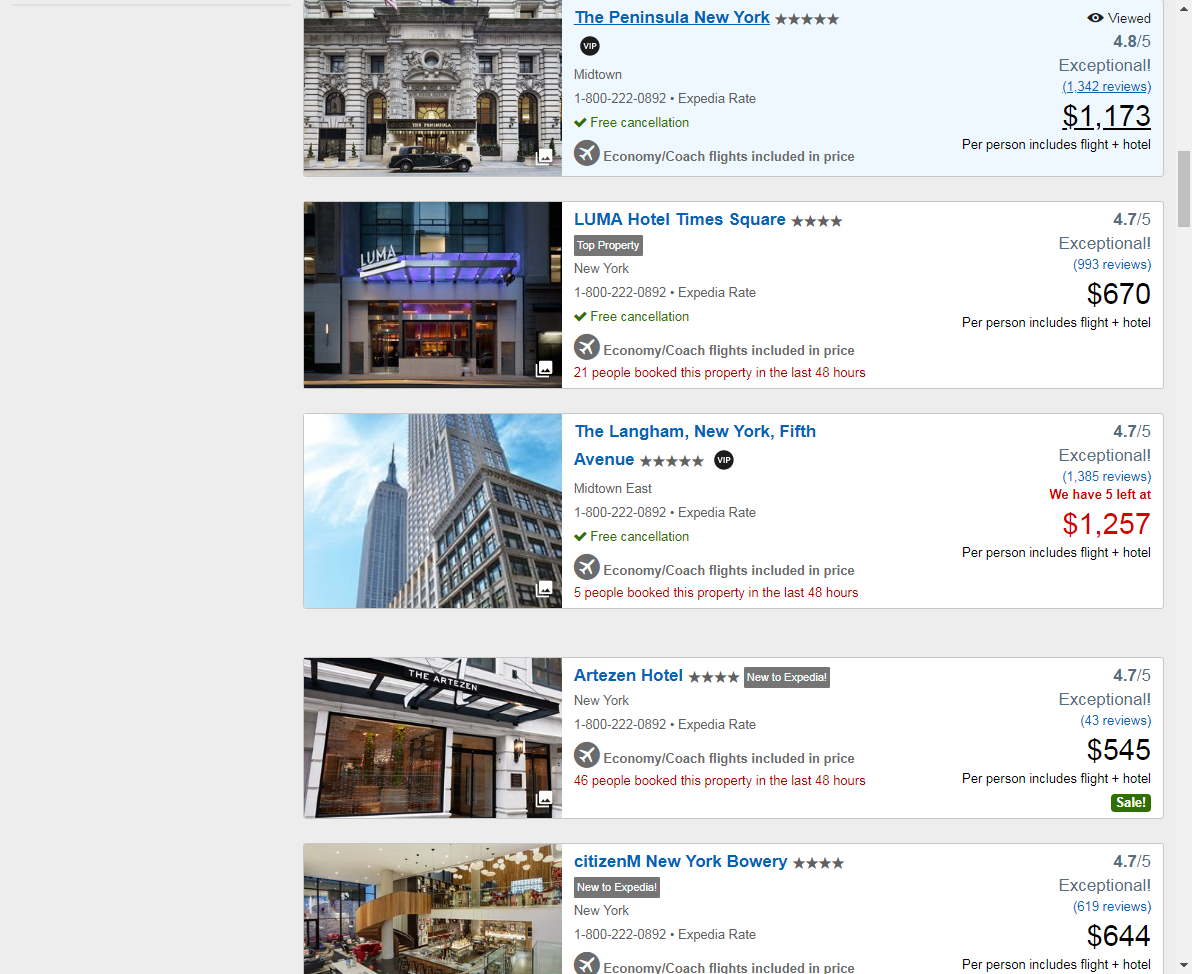 The Peninsula New York
Viewed
VIP
4.8/5
Midtown
Exceptional!
1-800-222-0892 • Expedia Rate
(1,342 reviews)
Free cancellation
$1,173
Economy/Coach flights included in price
Per person includes flight + hotel
THE PENINSULA
LUMA Hotel Times Square
4.7/5
Top Property
Exceptional!
New York
(993 reviews)
1-800-222-0892 • Expedia Rate
$670
Free cancellation
Per person includes flight + hotel
Economy/Coach flights included in price
21 people booked this property in the last 48 hours
LUMA
The Langham, New York, Fifth
Avenue
VIP
4.7/5
Exceptional!
Midtown East
(1,385 reviews)
1-800-222-0892 • Expedia Rate
We have 5 left at
Free cancellation
$1,257
Economy/Coach flights included in price
Per person includes flight + hotel
5 people booked this property in the last 48 hours
THE ARTEZEN
Artezen Hotel
New to Expedia!
4.7/5
New York
Exceptional!
1-800-222-0892 • Expedia Rate
(43 reviews)
Economy/Coach flights included in price
$545
46 people booked this property in the last 48 hours
Per person includes flight + hotel
Sale!
citizenM New York Bowery
4.7/5
New to Expedia!
Exceptional!
New York
(619 reviews)
1-800-222-0892 • Expedia Rate
$644
Economy/Coach flights included in price
Per person includes flight + hotel